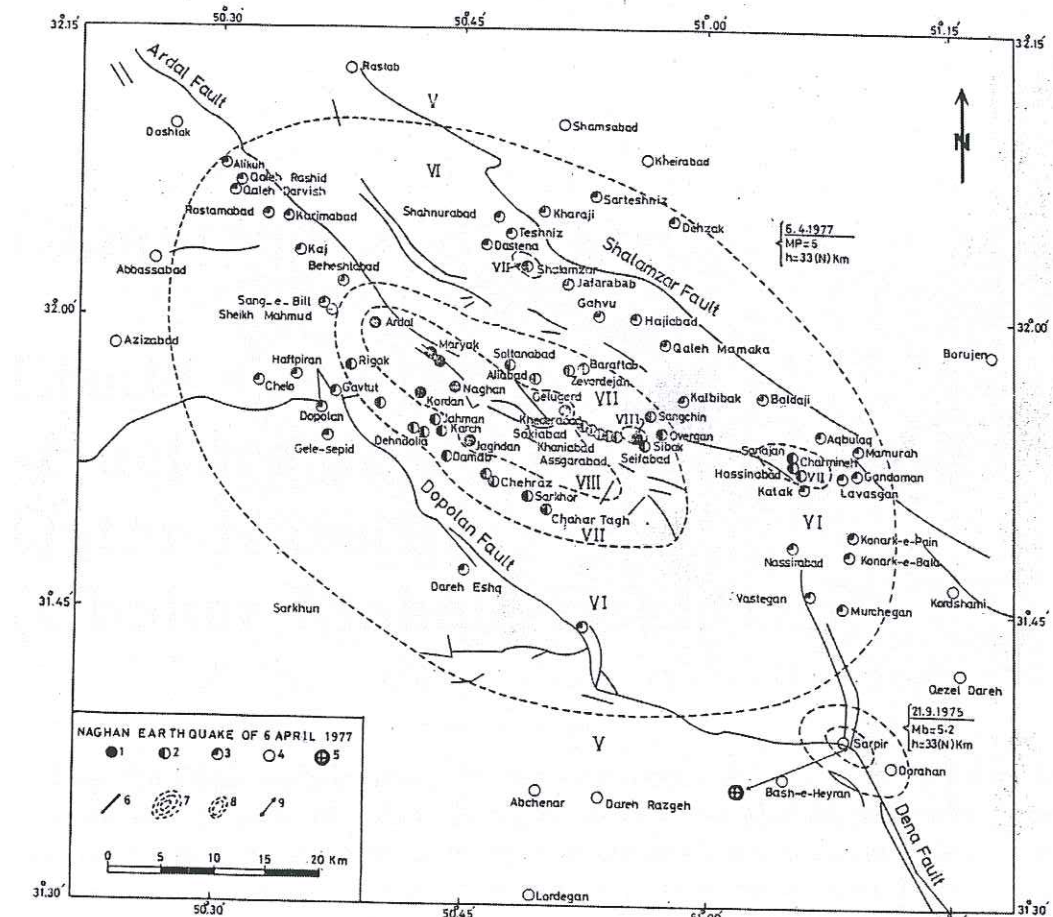 50.30′
50.45′
51.00′
51.15′
32.15′
32.15′
Ardal Fault
Rastab
V
Shamsabad
N
Dashtak
Kheirabad
Alikuh
Qaleh Rashid
Qaleh Darvish
VI
Sarteshniz
Rostamabad
Karimabad
Shahnurabad
Kharaji
Dehzak
6.4.1977
MP=5
h=33(N)Km
Teshniz
Dastena
Shalamzar Fault
Kaj
Abbassabad
VII
Shalamzar
Beheshtabad
Jafarabab
Sang-e-Bill
Sheikh Mahmud
Gahvu
32.00′
32.00′
Ardal
Hajiabad
Azizabad
Maryak
Qaleh Mamaka
Borujen
Haftpiran
Rigak
Soltanabad
Baraftab
Aliabad
Zevardejan
Chelo
Gavtut
Naghan
VII
Kordan
Gelugerd
Kalbibak
Baldaji
Dopolan
Jahman
Khederabad
VIII
Sangchin
Dehndolia
Karch
Sakiabad
Overgan
Aqbulaq
Gele-sepid
Jaghdan
Khaniabad
Sibak
Mamurah
Damab
Assgarabad
Seifabad
Charmineh
Hassinabad
VII
Gandaman
Chehraz
VIII
Kalak
Lavasgan
Sarkhor
Dopolan Fault
Chahar Tagh
VI
VII
Konark-e-Pain
Nassirabad
Konark-e-Bala
Dareh Eshq
Vastegan
Kordshami
Sarkhun
VI
Murchegan
31.45′
31.45′
Qezel Dareh
21.9.1975
Mb=5.2
h=33(N)Km
NAGHAN EARTHQUAKE OF 6 APRIL 1977
V
Sarpir
1 2 3 4 5
Dorahan
Bash-e-Heyran
6 7 8 9
Abchenar
Dareh Razgeh
Dena Fault
0 5 10 15 20 Km
31.30′
Lordegan
31.30′
50.30′
50.45′
51.00′